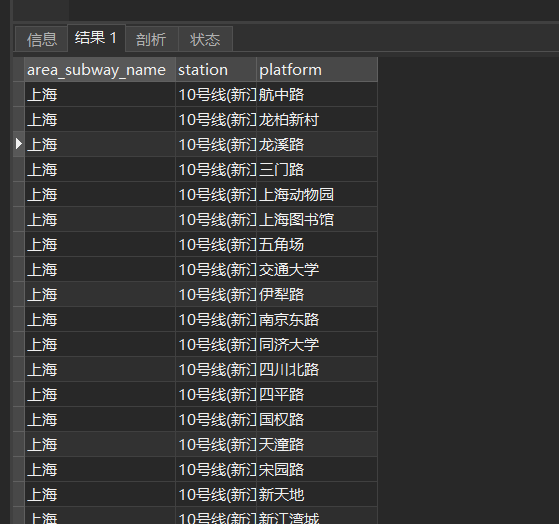 信息 结果 1 剖析 状态
area_subway_name station platform
上海 10号线(新江 航中路
上海 10号线(新江 龙柏新村
上海 10号线(新江 龙溪路
上海 10号线(新江 三门路
上海 10号线(新江 上海动物园
上海 10号线(新江 上海图书馆
上海 10号线(新江 五角场
上海 10号线(新江 交通大学
上海 10号线(新江 伊犁路
上海 10号线(新江 南京东路
上海 10号线(新江 同济大学
上海 10号线(新江 四川北路
上海 10号线(新江 四平路
上海 10号线(新江 国权路
上海 10号线(新江 天潼路
上海 10号线(新江 宋园路
上海 10号线(新江 新天地
上海 10号线(新江 新江湾城